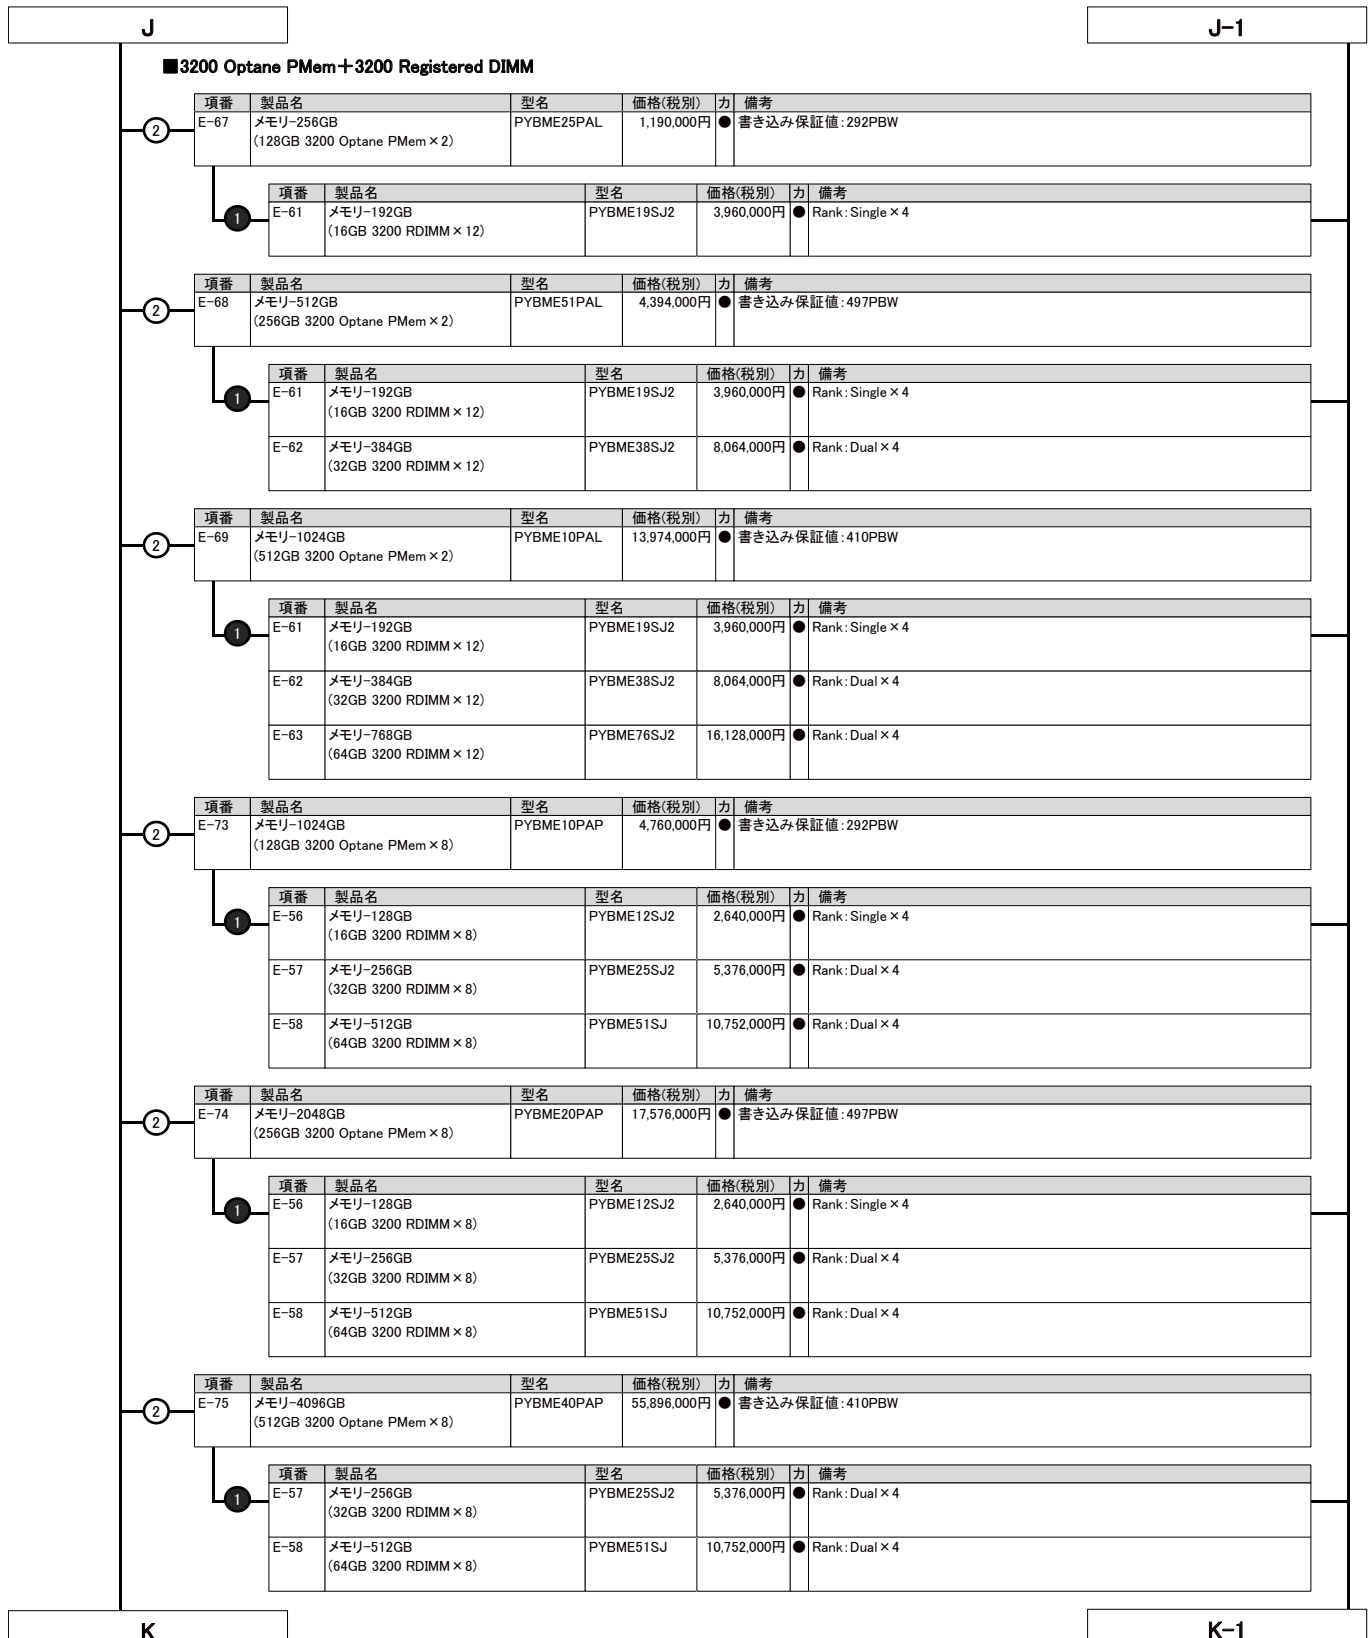 J J-1
■3200 Optane PMem＋3200 Registered DIMM
項番 製品名 型名 価格(税別) カ 備考
② E-67 メモリ-256GB PYBME25PAL 1,190,000円 ● 書き込み保証値：292PBW
(128GB 3200 Optane PMem×2)
項番 製品名 型名 価格(税別) カ 備考
❶ E-61 メモリ-192GB PYBME19SJ2 3,960,000円 ● Rank：Single×4
(16GB 3200 RDIMM×12)
項番 製品名 型名 価格(税別) カ 備考
② E-68 メモリ-512GB PYBME51PAL 4,394,000円 ● 書き込み保証値：497PBW
(256GB 3200 Optane PMem×2)
項番 製品名 型名 価格(税別) カ 備考
❶ E-61 メモリ-192GB PYBME19SJ2 3,960,000円 ● Rank：Single×4
(16GB 3200 RDIMM×12)
E-62 メモリ-384GB PYBME38SJ2 8,064,000円 ● Rank：Dual×4
(32GB 3200 RDIMM×12)
項番 製品名 型名 価格(税別) カ 備考
② E-69 メモリ-1024GB PYBME10PAL 13,974,000円 ● 書き込み保証値：410PBW
(512GB 3200 Optane PMem×2)
項番 製品名 型名 価格(税別) カ 備考
❶ E-61 メモリ-192GB PYBME19SJ2 3,960,000円 ● Rank：Single×4
(16GB 3200 RDIMM×12)
E-62 メモリ-384GB PYBME38SJ2 8,064,000円 ● Rank：Dual×4
(32GB 3200 RDIMM×12)
E-63 メモリ-768GB PYBME76SJ2 16,128,000円 ● Rank：Dual×4
(64GB 3200 RDIMM×12)
項番 製品名 型名 価格(税別) カ 備考
② E-73 メモリ-1024GB PYBME10PAP 4,760,000円 ● 書き込み保証値：292PBW
(128GB 3200 Optane PMem×8)
項番 製品名 型名 価格(税別) カ 備考
❶ E-56 メモリ-128GB PYBME12SJ2 2,640,000円 ● Rank：Single×4
(16GB 3200 RDIMM×8)
E-57 メモリ-256GB PYBME25SJ2 5,376,000円 ● Rank：Dual×4
(32GB 3200 RDIMM×8)
E-58 メモリ-512GB PYBME51SJ 10,752,000円 ● Rank：Dual×4
(64GB 3200 RDIMM×8)
項番 製品名 型名 価格(税別) カ 備考
② E-74 メモリ-2048GB PYBME20PAP 17,576,000円 ● 書き込み保証値：497PBW
(256GB 3200 Optane PMem×8)
項番 製品名 型名 価格(税別) カ 備考
❶ E-56 メモリ-128GB PYBME12SJ2 2,640,000円 ● Rank：Single×4
(16GB 3200 RDIMM×8)
E-57 メモリ-256GB PYBME25SJ2 5,376,000円 ● Rank：Dual×4
(32GB 3200 RDIMM×8)
E-58 メモリ-512GB PYBME51SJ 10,752,000円 ● Rank：Dual×4
(64GB 3200 RDIMM×8)
項番 製品名 型名 価格(税別) カ 備考
② E-75 メモリ-4096GB PYBME40PAP 55,896,000円 ● 書き込み保証値：410PBW
(512GB 3200 Optane PMem×8)
項番 製品名 型名 価格(税別) カ 備考
❶ E-57 メモリ-256GB PYBME25SJ2 5,376,000円 ● Rank：Dual×4
(32GB 3200 RDIMM×8)
E-58 メモリ-512GB PYBME51SJ 10,752,000円 ● Rank：Dual×4
(64GB 3200 RDIMM×8)
K K-1